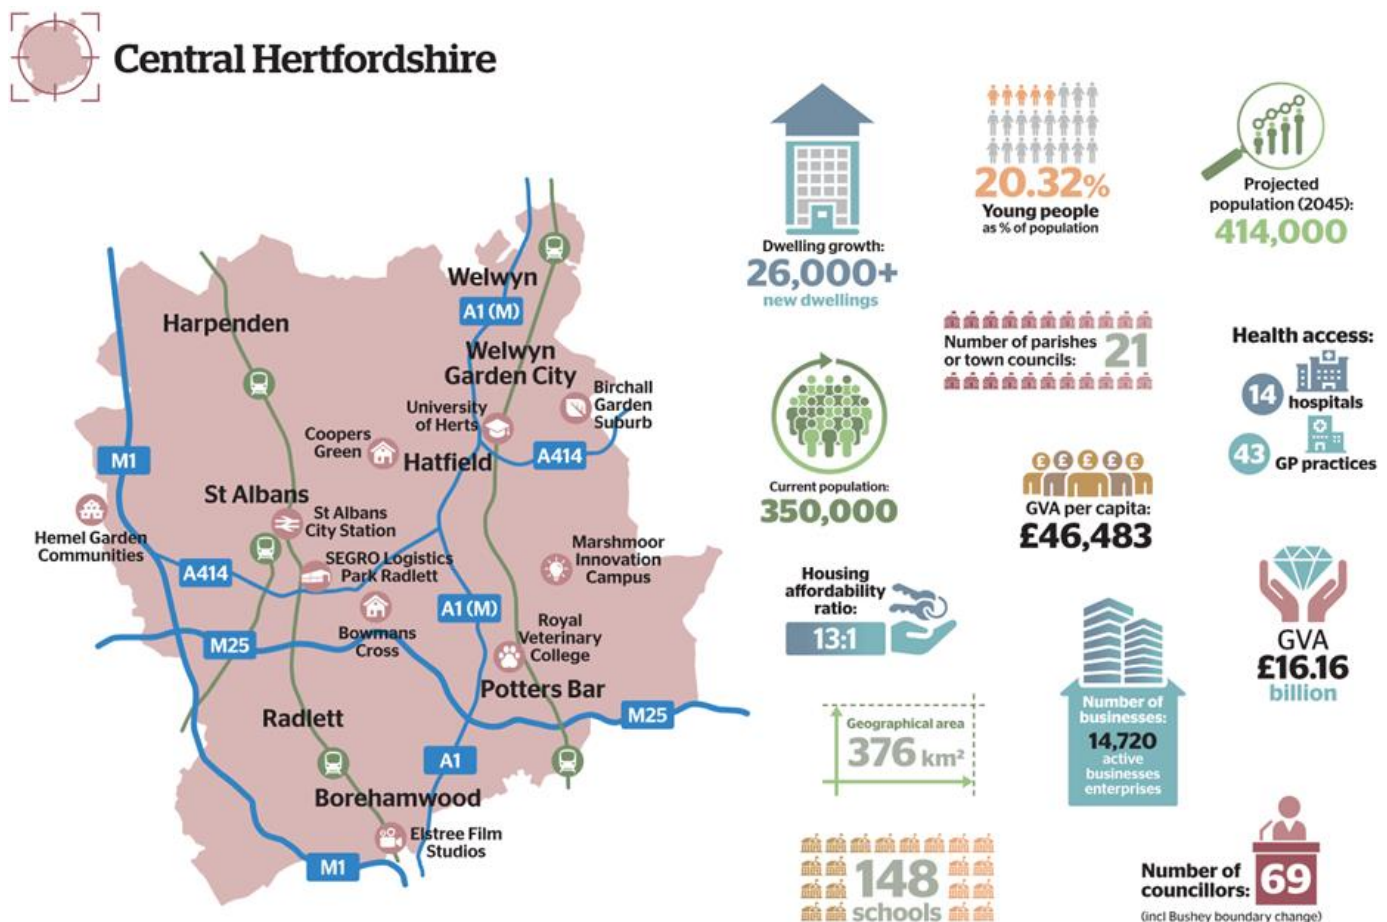 Central Hertfordshire
Welwyn
A1 (M)
Harpenden
Welwyn
Garden City
Birchall
Garden
Suburb
University
of Herts
Coopers
Green
Hatfield
A414
M1
St Albans
St Albans
City Station
Hemel Garden
Communities
A414
SEGRO Logistics
Park Radlett
Marshmoor
Innovation
Campus
A1 (M)
Bowmans
Cross
Royal
Veterinary
College
M25
Potters Bar
Radlett
M25
A1
Borehamwood
Elstree Film
Studios
M1
Dwelling growth:
26,000+
new dwellings
20.32%
Young people
as % of population
Projected
population (2045):
414,000
Number of parishes
or town councils: 21
Health access:
14 hospitals
43 GP practices
Current population:
350,000
£ £ £ £ £
GVA per capita:
£46,483
Housing
affordability
ratio:
13:1
GVA
£16.16
billion
Geographical area
376 km²
Number of
businesses:
14,720
active
businesses
enterprises
148
schools
Number of
councillors: 69
(incl Bushey boundary change)